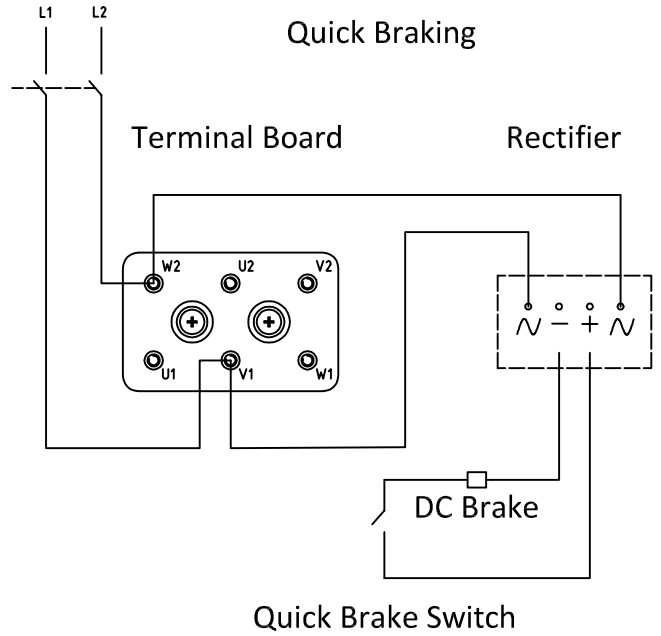 L1 L2
Quick Braking
Terminal Board
Rectifier
W2 U2 V2
U1 V1 W1
− +
DC Brake
Quick Brake Switch